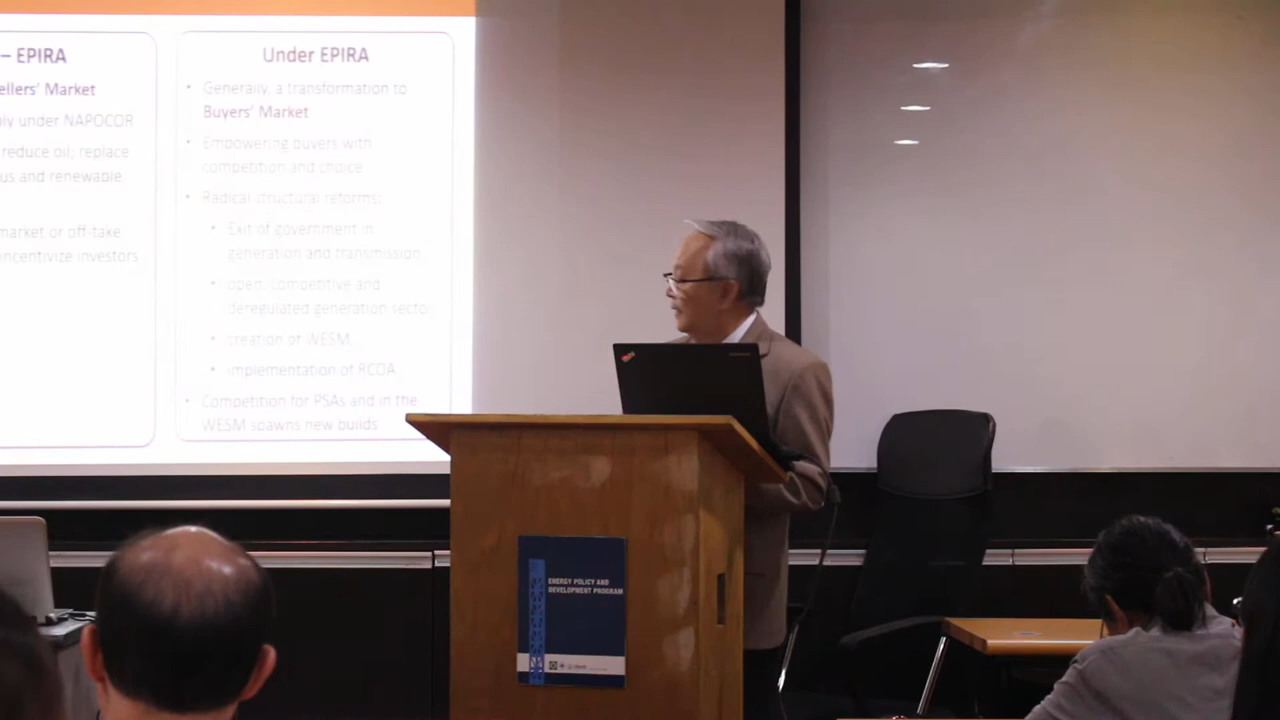 – EPIRA
ellers' Market
ly under NAPOCOR
reduce oil; replace
us and renewable
market or off-take
incentivize investors
Under EPIRA
• Generally, a transformation to
Buyers' Market
• Empowering buyers with
competition and choice
• Radical structural reforms:
• Exit of government in
generation and transmission
• open, competitive and
deregulated generation sector
• creation of WESM
• implementation of RCOA
• Competition for PSAs and in the
WESM spawns new builds
ENERGY POLICY AND
DEVELOPMENT PROGRAM